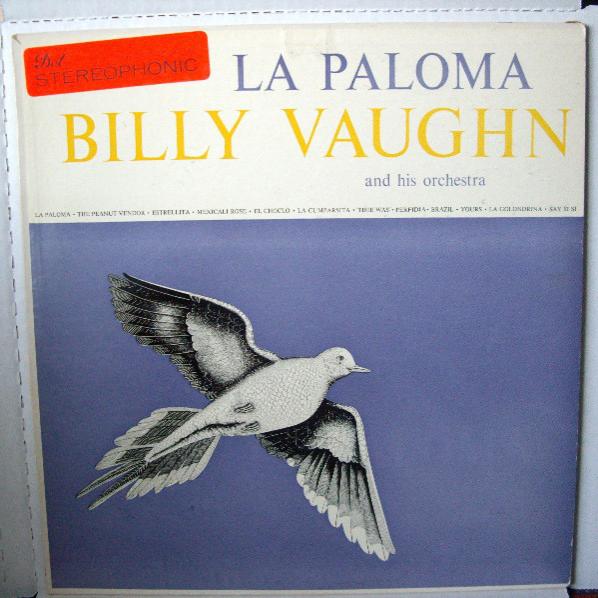 Dot
STEREOPHONIC
LA PALOMA
BILLY VAUGHN
and his orchestra
LA PALOMA • THE PEANUT VENDOR • ESTRELLITA • MEXICALI ROSE • EL CHOCLO • LA CUMPARSITA • TRUE WAS • PERFIDIA • BRAZIL • YOURS • LA GOLONDRINA • SAY SI SI